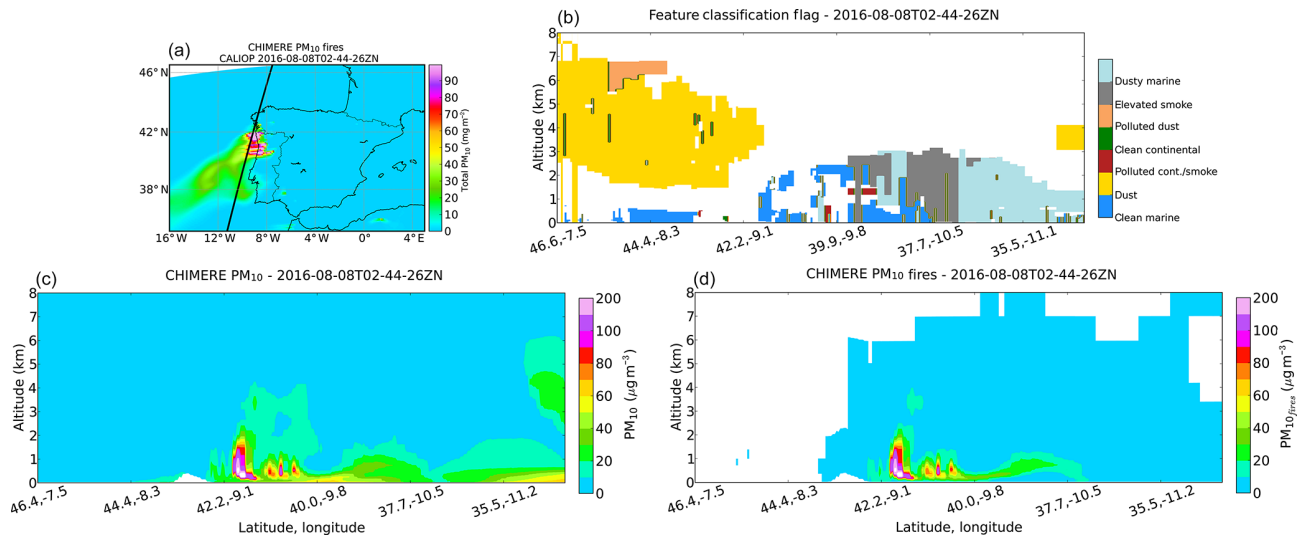 (a)
CHIMERE PM₁₀ fires
CALIOP 2016-08-08T02-44-26ZN
46° N
42° N
38° N
16°W 12°W 8°W 4°W 0° 4°E
90
80
70
60
50
40
30
20
10
0
Total PM₁₀ (mg m⁻²)
(b)
Feature classification flag - 2016-08-08T02-44-26ZN
Altitude (km)
8
7
6
5
4
3
2
1
0
46.6,-7.5 44.4,-8.3 42.2,-9.1 39.9,-9.8 37.7,-10.5 35.5,-11.1
Dusty marine
Elevated smoke
Polluted dust
Clean continental
Polluted cont./smoke
Dust
Clean marine
(c)
CHIMERE PM₁₀ - 2016-08-08T02-44-26ZN
Altitude (km)
8
7
6
5
4
3
2
1
0
46.4,-7.5 44.4,-8.3 42.2,-9.1 40.0,-9.8 37.7,-10.5 35.5,-11.2
Latitude, longitude
200
100
80
60
40
20
0
PM₁₀ (μg m⁻³)
(d)
CHIMERE PM₁₀ fires - 2016-08-08T02-44-26ZN
Altitude (km)
8
7
6
5
4
3
2
1
0
46.4,-7.5 44.4,-8.3 42.2,-9.1 40.0,-9.8 37.7,-10.5 35.5,-11.2
Latitude, longitude
200
100
80
60
40
20
0
PM₁₀ fires (μg m⁻³)